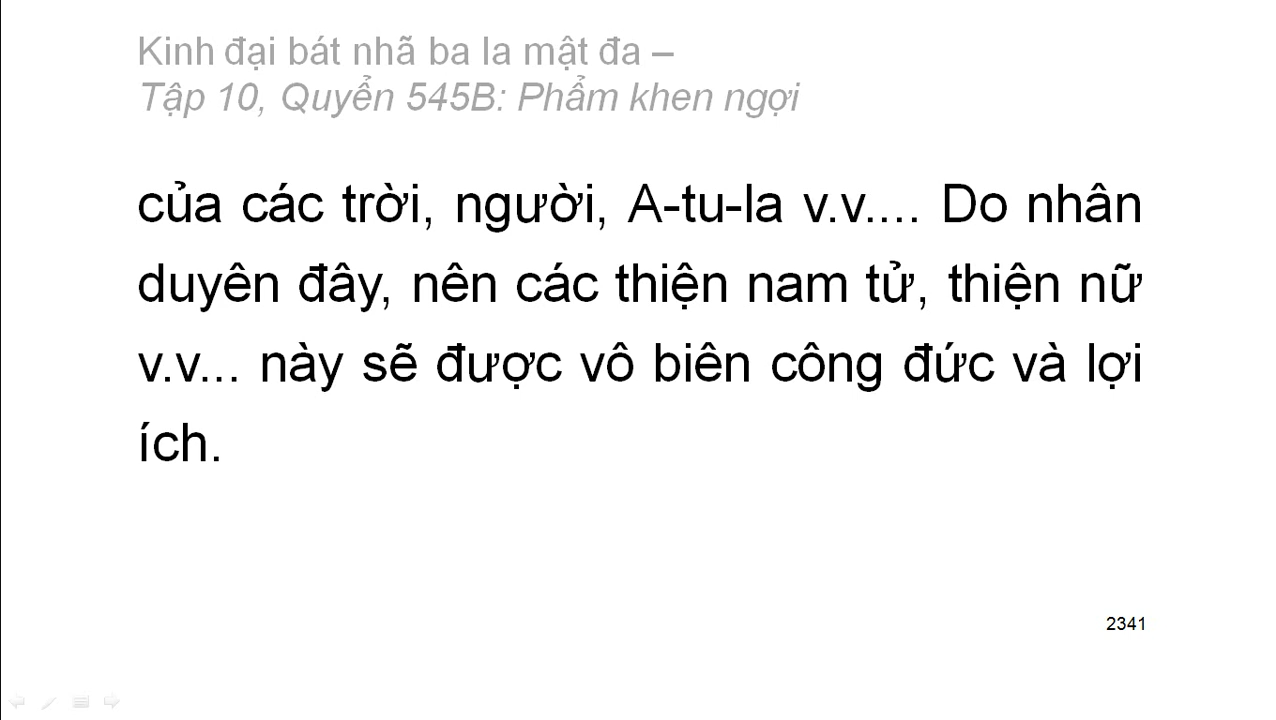 Kinh đại bát nhã ba la mật đa –
Tập 10, Quyển 545B: Phẩm khen ngợi
của các trời, người, A-tu-la v.v.... Do nhân
duyên đây, nên các thiện nam tử, thiện nữ
v.v... này sẽ được vô biên công đức và lợi
ích.
2341